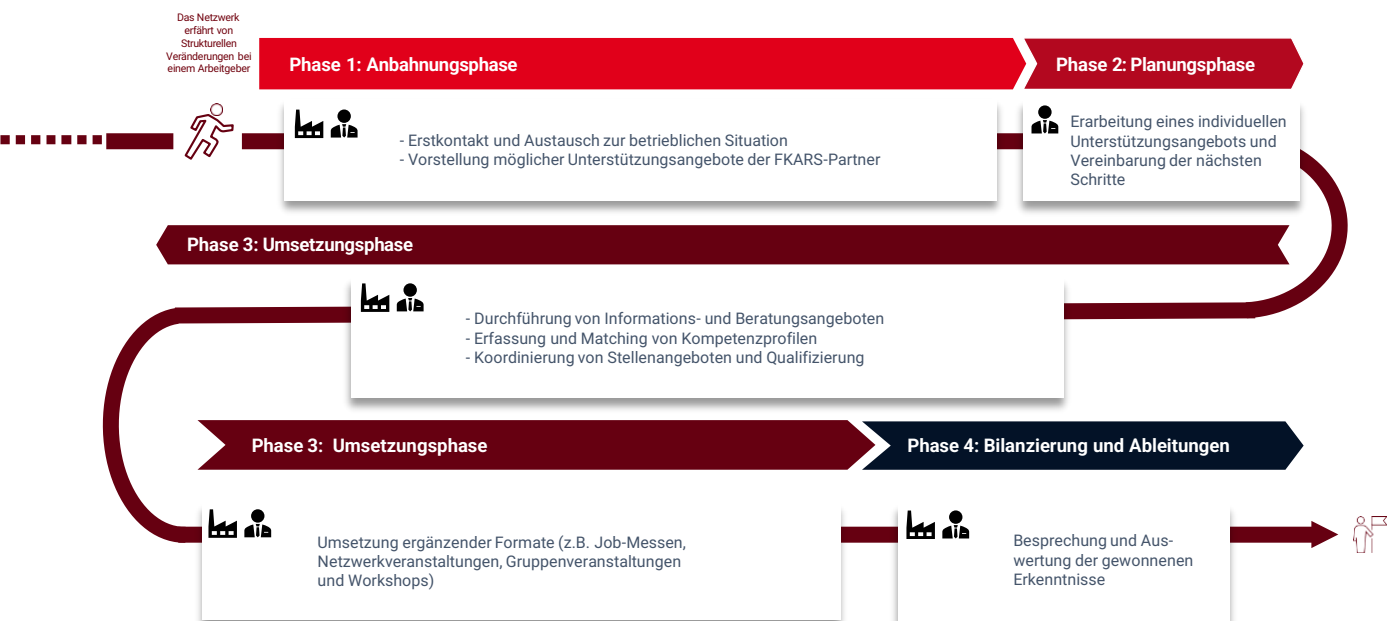 Das Netzwerk
erfährt von
Strukturellen
Veränderungen bei
einem Arbeitgeber
Phase 1: Anbahnungsphase
Phase 2: Planungsphase
- Erstkontakt und Austausch zur betrieblichen Situation
- Vorstellung möglicher Unterstützungsangebote der FKARS-Partner
Erarbeitung eines individuellen
Unterstützungsangebots und
Vereinbarung der nächsten
Schritte
Phase 3: Umsetzungsphase
- Durchführung von Informations- und Beratungsangeboten
- Erfassung und Matching von Kompetenzprofilen
- Koordinierung von Stellenangeboten und Qualifizierung
Phase 3: Umsetzungsphase
Phase 4: Bilanzierung und Ableitungen
Umsetzung ergänzender Formate (z.B. Job-Messen,
Netzwerkveranstaltungen, Gruppenveranstaltungen
und Workshops)
Besprechung und Aus-
wertung der gewonnenen
Erkenntnisse